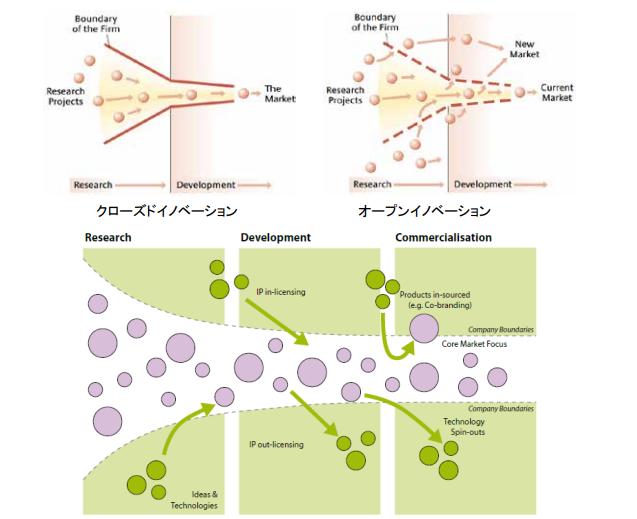 Boundary
of the Firm
Research
Projects
The
Market
Research
Development
クローズドイノベーション
Boundary
of the Firm
New
Market
Research
Projects
Current
Market
Research
Development
オープンイノベーション
Research
Development
Commercialisation
IP in-licensing
Products in-sourced
(e.g. Co-branding)
Company Boundaries
Core Market Focus
Company Boundaries
Technology
Spin-outs
IP out-licensing
Ideas &
Technologies